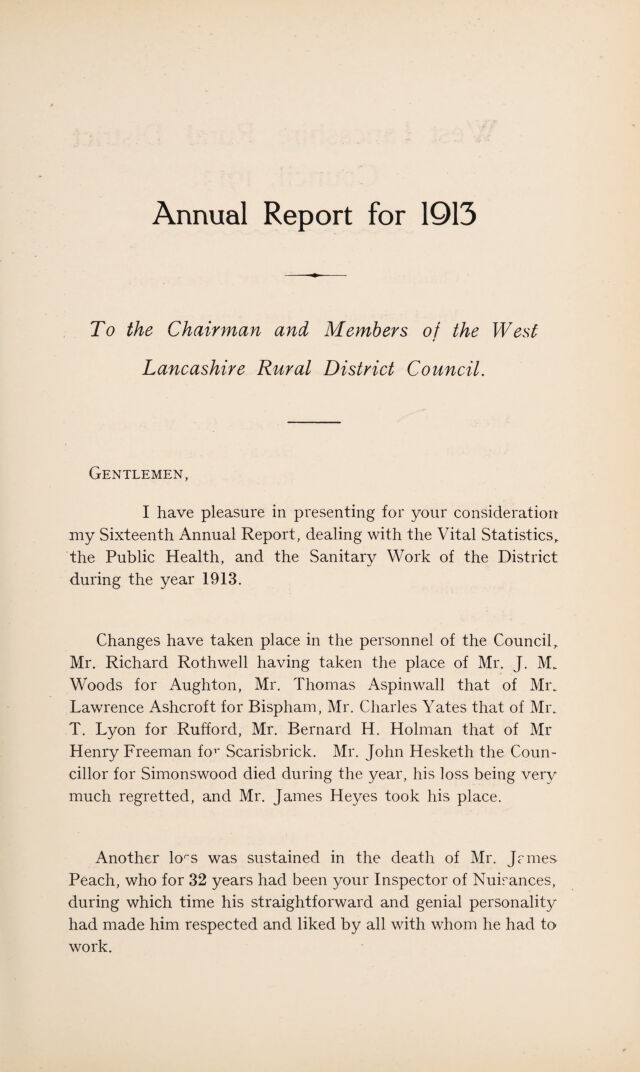 Annual Report for 1913
To the Chairman and Members of the West
Lancashire Rural District Council.
GENTLEMEN,
I have pleasure in presenting for your consideration
my Sixteenth Annual Report, dealing with the Vital Statistics,
the Public Health, and the Sanitary Work of the District
during the year 1913.
Changes have taken place in the personnel of the Council,
Mr. Richard Rothwell having taken the place of Mr. J. M.
Woods for Aughton, Mr. Thomas Aspinwall that of Mr.
Lawrence Ashcroft for Bispham, Mr. Charles Yates that of Mr.
T. Lyon for Rufford, Mr. Bernard H. Holman that of Mr
Henry Freeman for Scarisbrick. Mr. John Hesketh the Coun-
cillor for Simonswood died during the year, his loss being very
much regretted, and Mr. James Heyes took his place.
Another loss was sustained in the death of Mr. James
Peach, who for 32 years had been your Inspector of Nuisances,
during which time his straightforward and genial personality
had made him respected and liked by all with whom he had to
work.